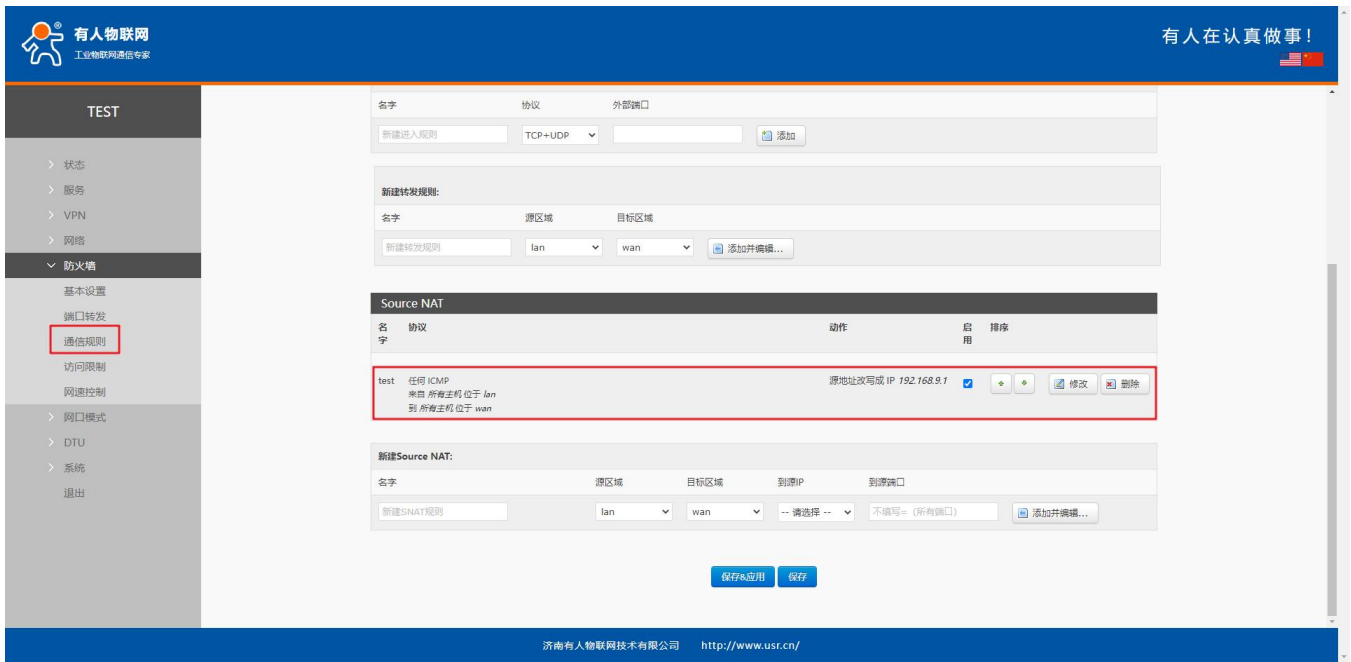 有人物联网
工业物联网通信专家
有人在认真做事!
TEST
状态
服务
VPN
网络
防火墙
基本设置
端口转发
通信规则
访问限制
网速控制
网口模式
DTU
系统
退出
名字 协议 外部端口
新建进入规则 TCP+UDP 添加
新建转发规则:
名字 源区域 目标区域
新建转发规则 lan wan 添加并编辑...
Source NAT
名字 协议 动作 启用 排序
test 任何 ICMP 源地址改写成 IP 192.168.9.1 修改 删除
来自 所有主机 位于 lan
到 所有主机 位于 wan
新建Source NAT:
名字 源区域 目标区域 到源IP 到源端口
新建SNAT规则 lan wan -- 请选择 -- 不填写= (所有端口) 添加并编辑...
保存&应用 保存
济南有人物联网技术有限公司 http://www.usr.cn/